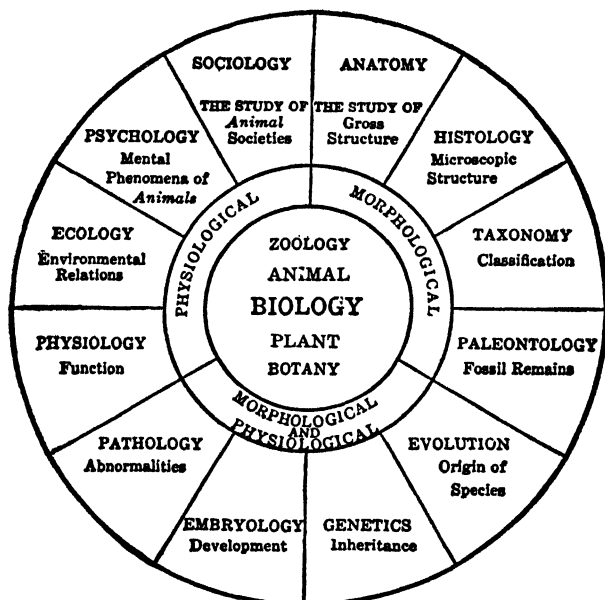 SOCIOLOGY
THE STUDY OF
Animal
Societies
ANATOMY
THE STUDY OF
Gross
Structure
HISTOLOGY
Microscopic
Structure
TAXONOMY
Classification
PALEONTOLOGY
Fossil Remains
EVOLUTION
Origin of
Species
GENETICS
Inheritance
EMBRYOLOGY
Development
PATHOLOGY
Abnormalities
PHYSIOLOGY
Function
ECOLOGY
Environmental
Relations
PSYCHOLOGY
Mental
Phenomena of
Animals
PHYSIOLOGICAL
MORPHOLOGICAL
MORPHOLOGICAL
AND
PHYSIOLOGICAL
ZOOLOGY
ANIMAL
BIOLOGY
PLANT
BOTANY